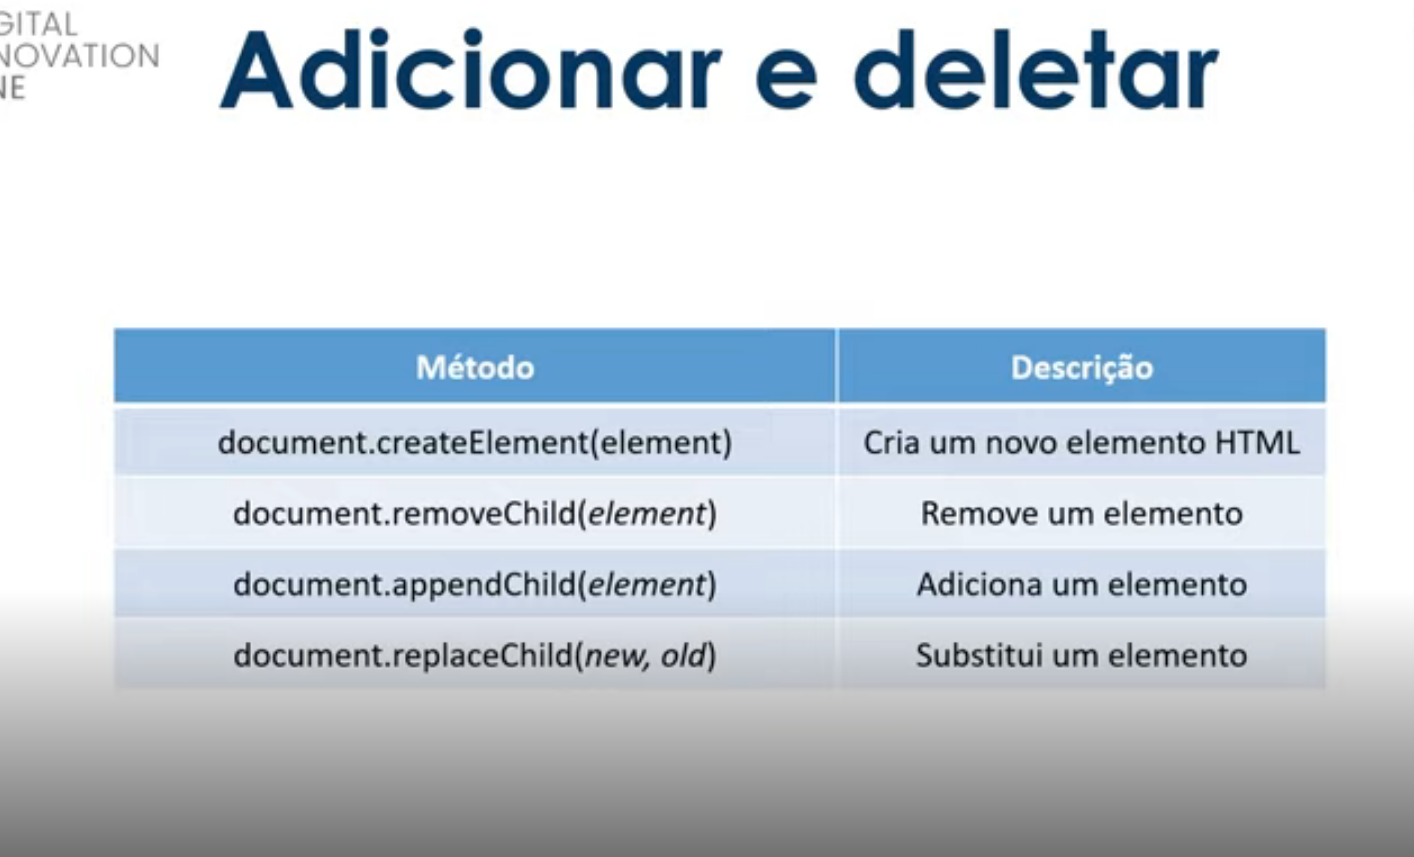 GITAL
NOVATION
NE
Adicionar e deletar
Método Descrição
document.createElement(element) Cria um novo elemento HTML
document.removeChild(element) Remove um elemento
document.appendChild(element) Adiciona um elemento
document.replaceChild(new, old) Substitui um elemento